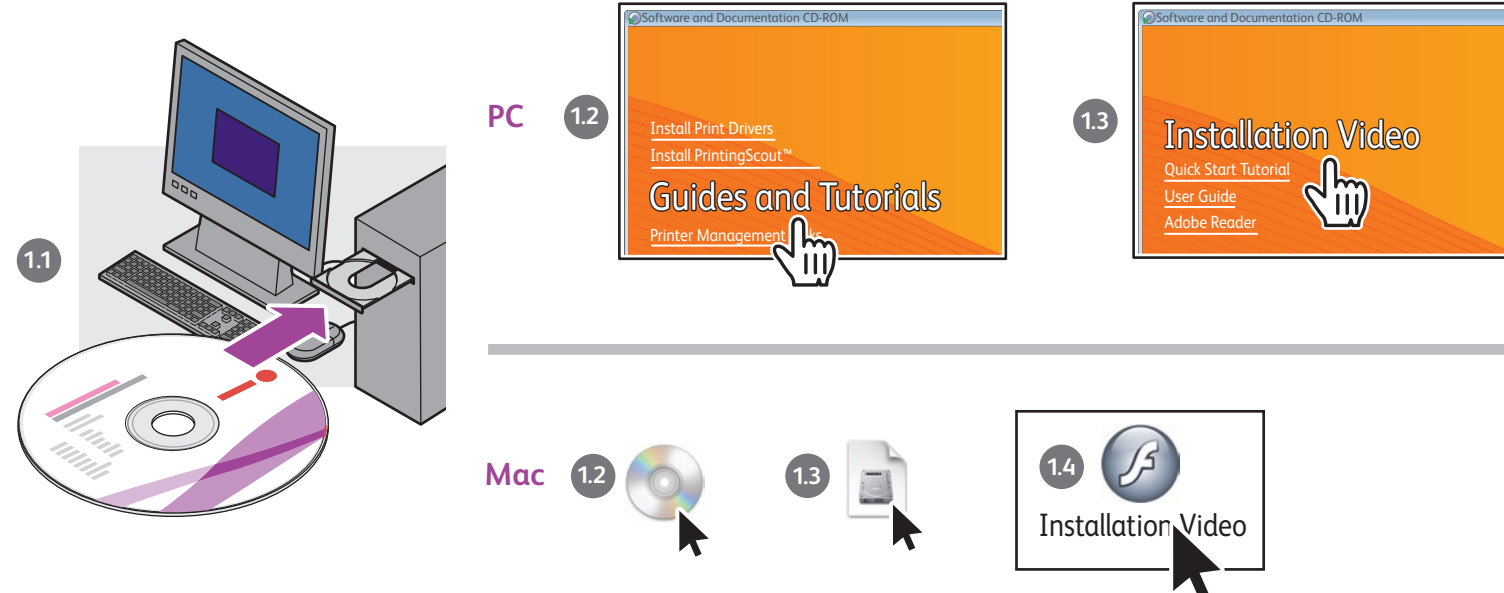 1.1
PC
1.2
Software and Documentation CD-ROM
Install Print Drivers
Install PrintingScout™
Guides and Tutorials
Printer Management
1.3
Software and Documentation CD-ROM
Installation Video
Quick Start Tutorial
User Guide
Adobe Reader
Mac
1.2
1.3
1.4
Installation Video